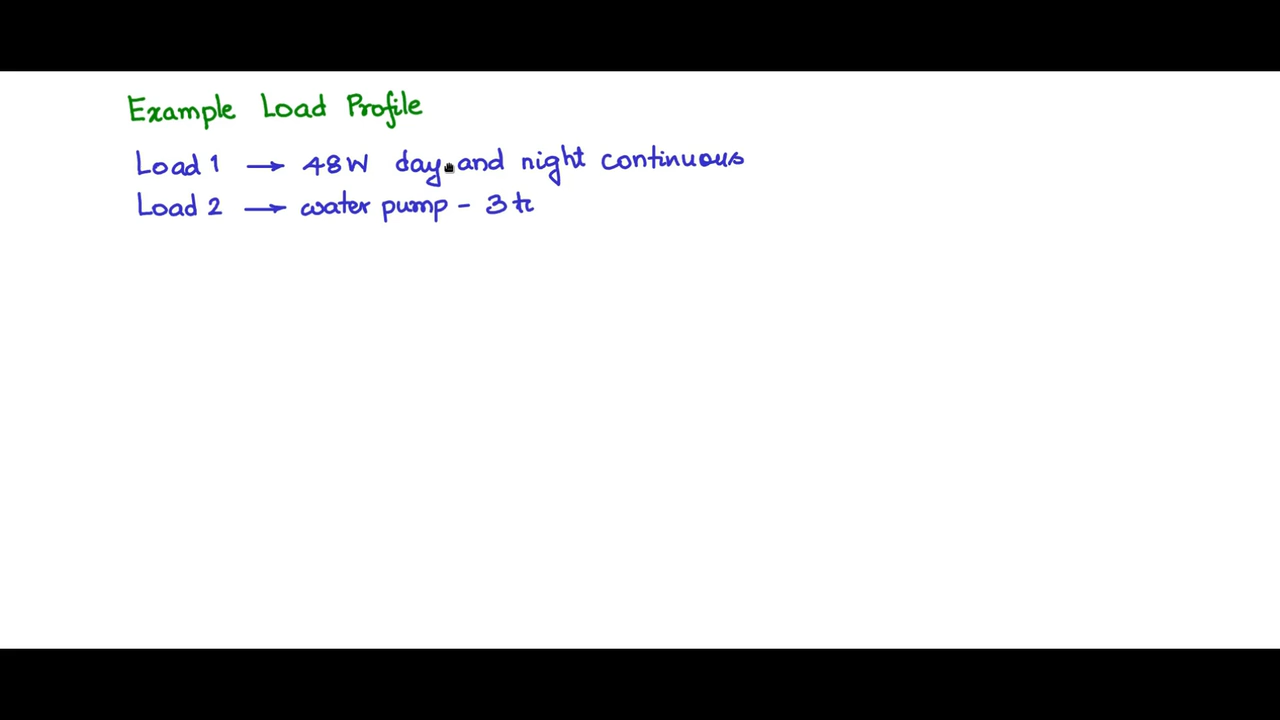 Example Load Profile
Load 1 → 48W day and night continuous
Load 2 → water pump - 3